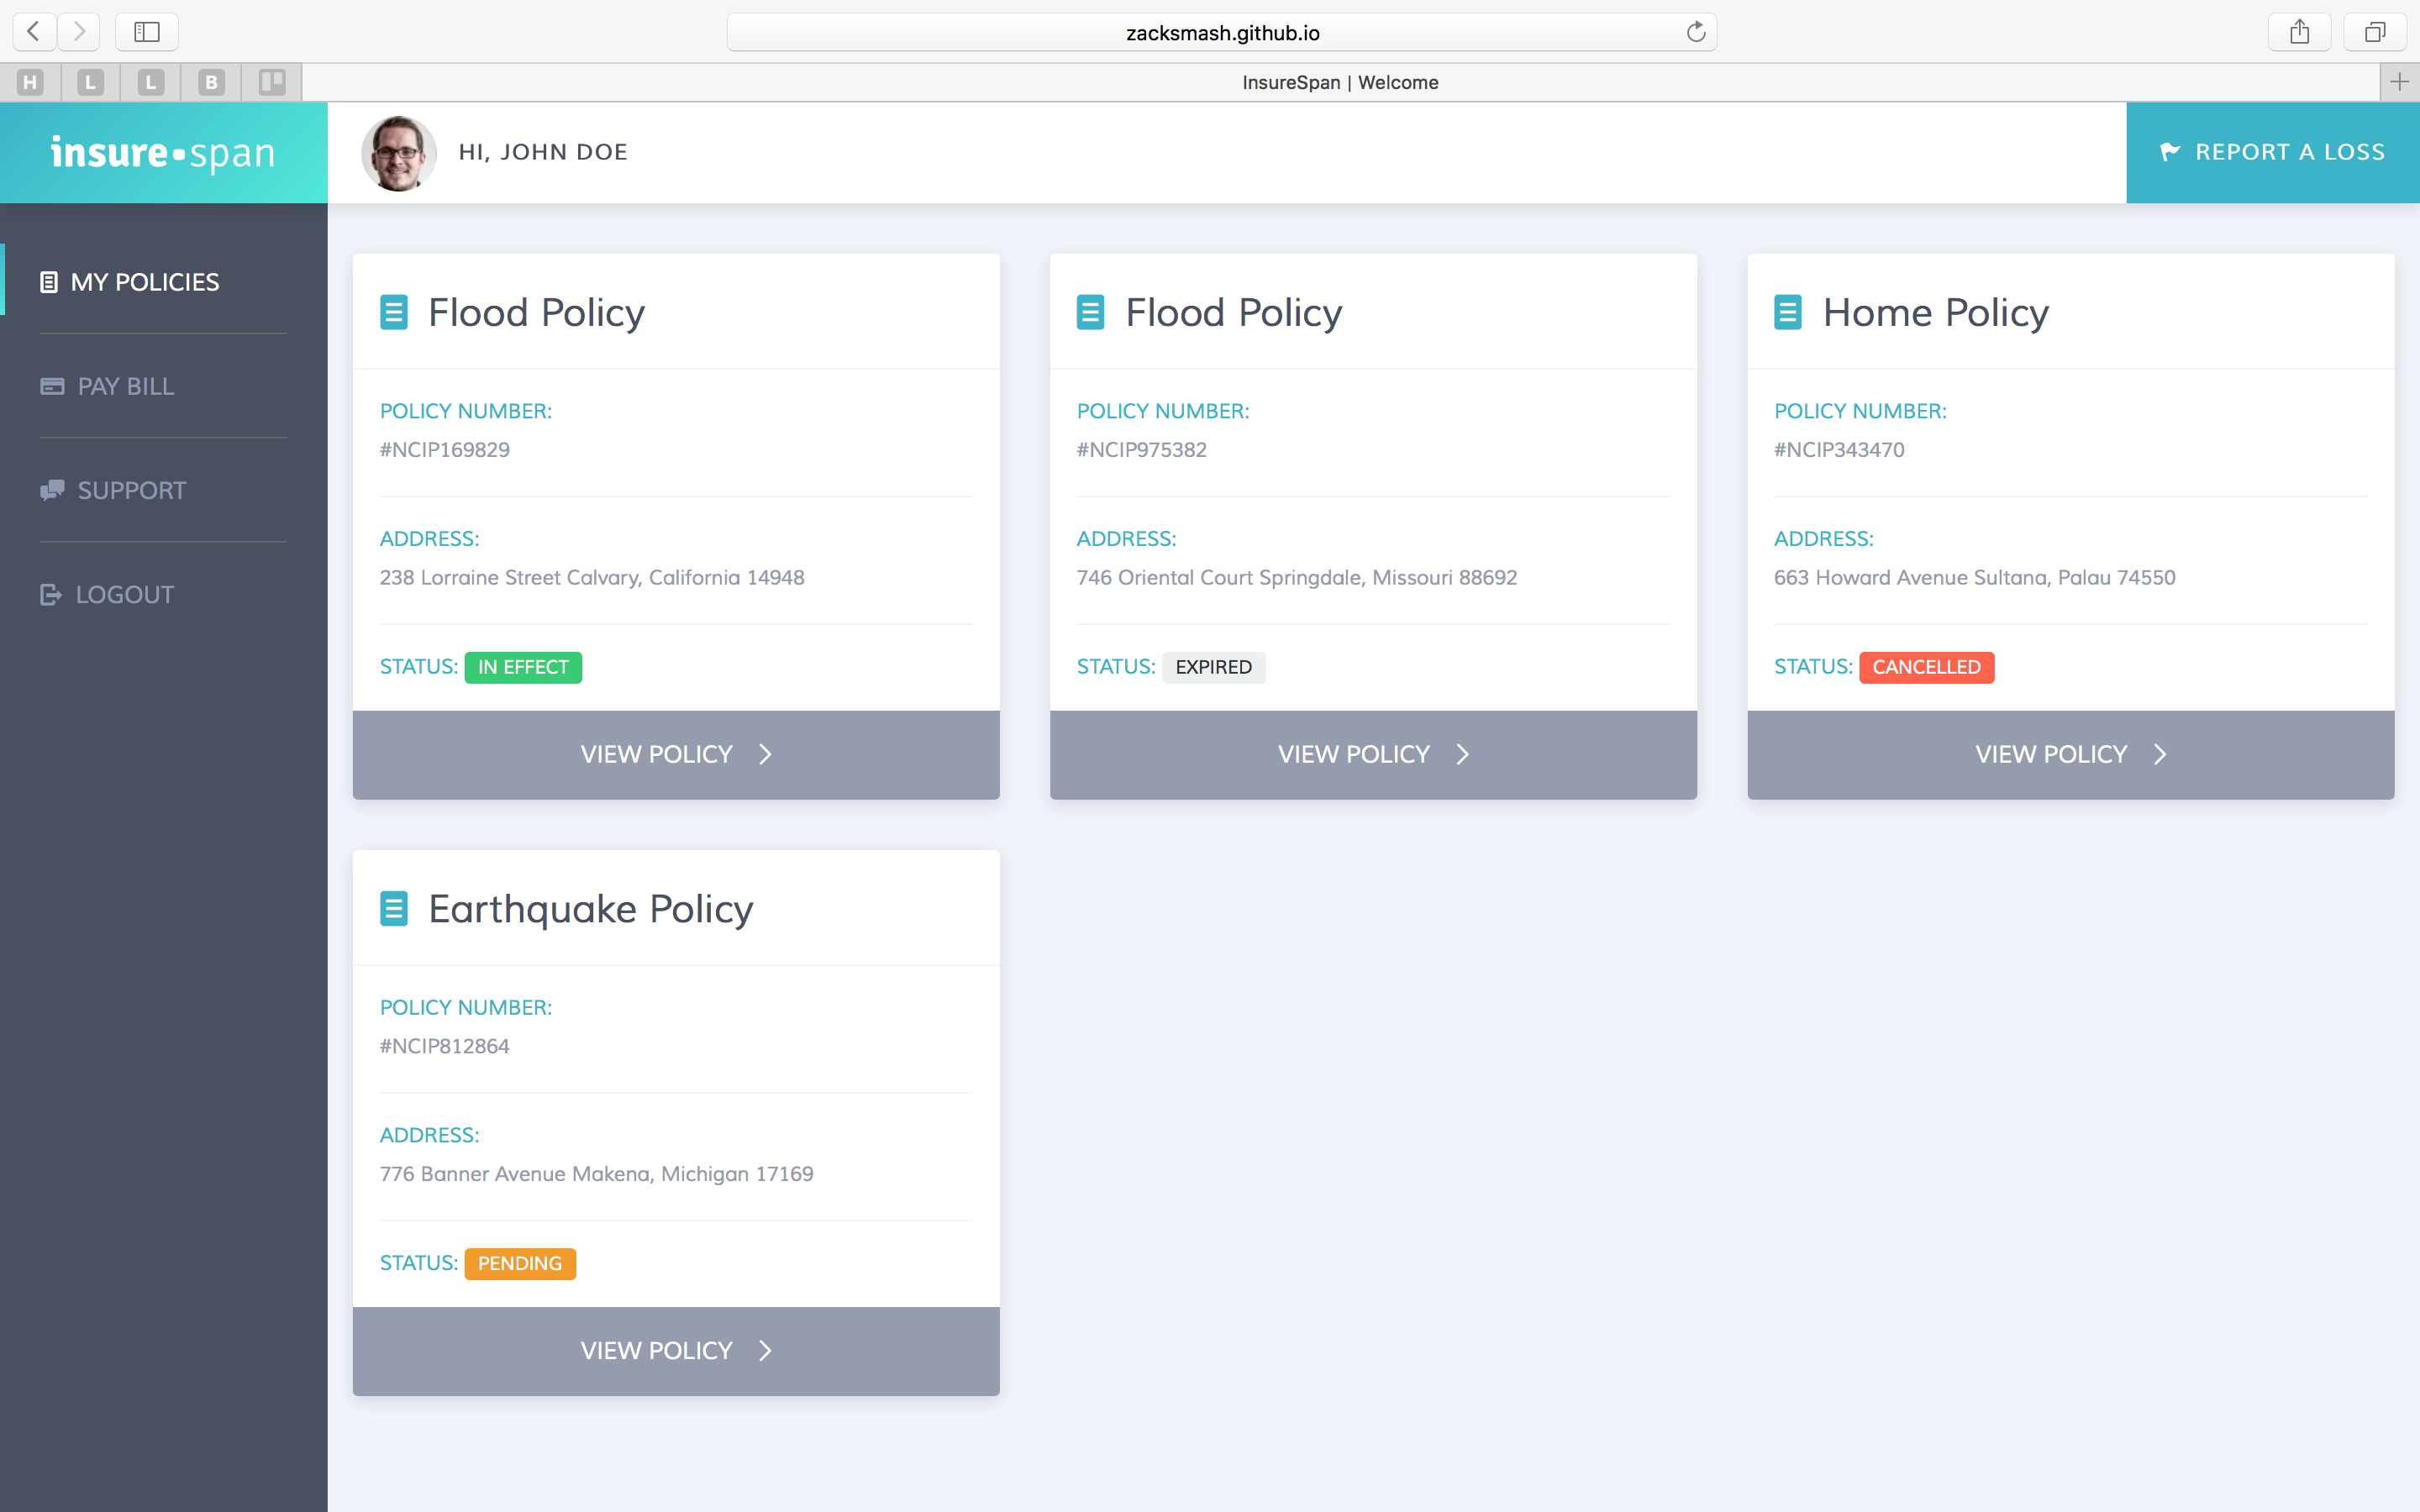 zacksmash.github.io
H L L B
InsureSpan | Welcome
insure·span
HI, JOHN DOE
REPORT A LOSS
MY POLICIES
PAY BILL
SUPPORT
LOGOUT
Flood Policy
POLICY NUMBER:
#NCIP169829
ADDRESS:
238 Lorraine Street Calvary, California 14948
STATUS: IN EFFECT
VIEW POLICY
Flood Policy
POLICY NUMBER:
#NCIP975382
ADDRESS:
746 Oriental Court Springdale, Missouri 88692
STATUS: EXPIRED
VIEW POLICY
Home Policy
POLICY NUMBER:
#NCIP343470
ADDRESS:
663 Howard Avenue Sultana, Palau 74550
STATUS: CANCELLED
VIEW POLICY
Earthquake Policy
POLICY NUMBER:
#NCIP812864
ADDRESS:
776 Banner Avenue Makena, Michigan 17169
STATUS: PENDING
VIEW POLICY